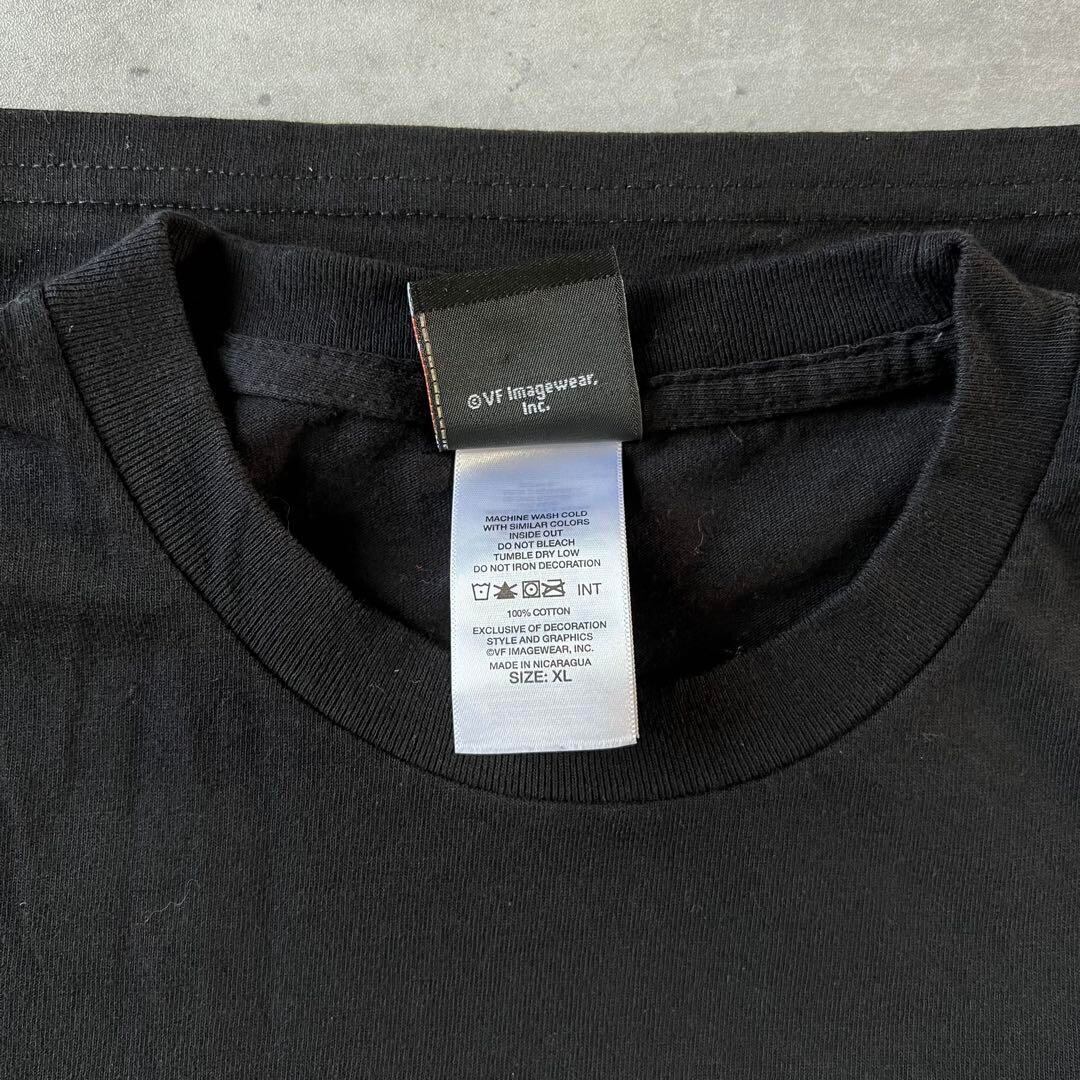 ©VF Imagewear,
Inc.
MACHINE WASH COLD
WITH SIMILAR COLORS
INSIDE OUT
DO NOT BLEACH
TUMBLE DRY LOW
DO NOT IRON DECORATION
INT
100% COTTON
EXCLUSIVE OF DECORATION
STYLE AND GRAPHICS
©VF IMAGEWEAR, INC.
MADE IN NICARAGUA
SIZE: XL